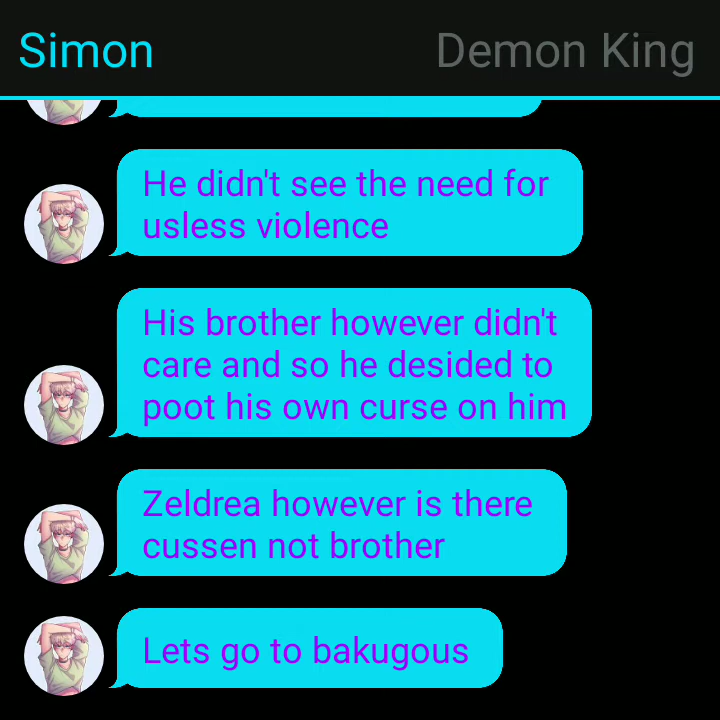 Simon Demon King
He didn't see the need for
usless violence
His brother however didn't
care and so he desided to
poot his own curse on him
Zeldrea however is there
cussen not brother
Lets go to bakugous